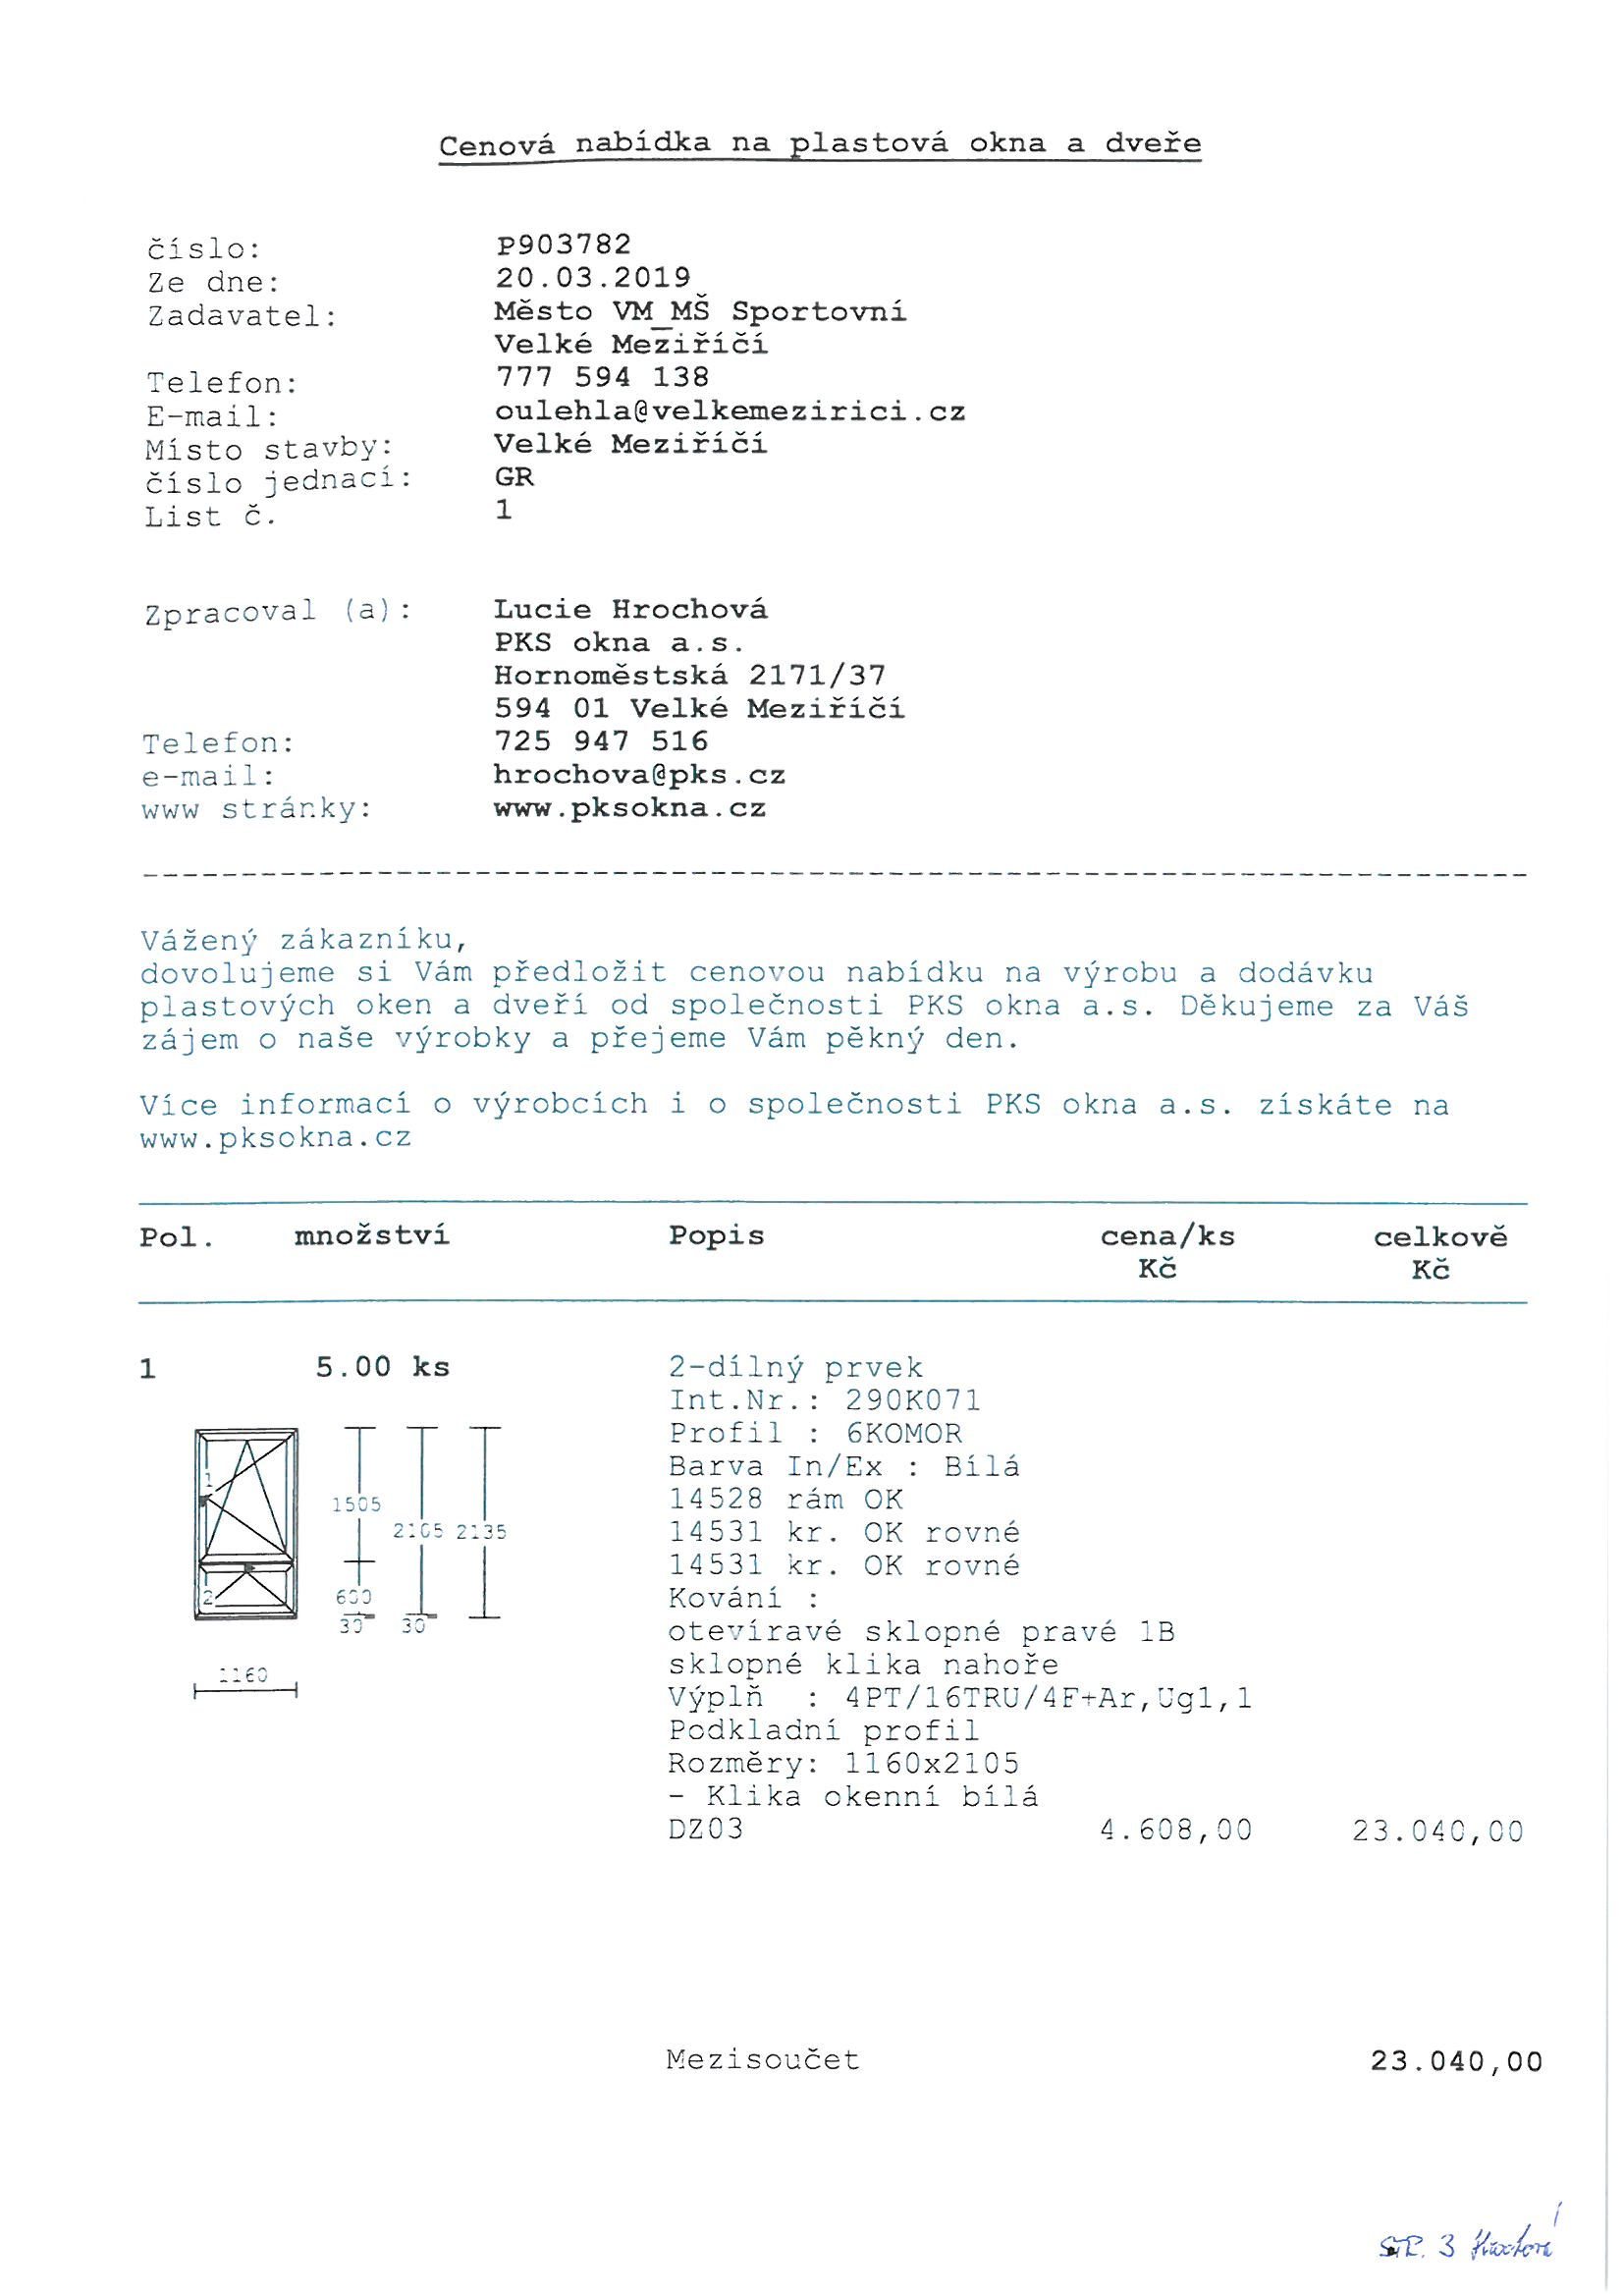 Cenová nabídka na plastová okna a dveře
číslo: P903782
Ze dne: 20.03.2019
Zadavatel: Město VM_MŠ Sportovní
Velké Meziříčí
Telefon: 777 594 138
E-mail: oulehla@velkemezirici.cz
Místo stavby: Velké Meziříčí
číslo jednací: GR
List č. 1
Zpracoval (a): Lucie Hrochová
PKS okna a.s.
Hornoměstská 2171/37
594 01 Velké Meziříčí
Telefon: 725 947 516
e-mail: hrochova@pks.cz
www stránky: www.pksokna.cz
Vážený zákazníku,
dovolujeme si Vám předložit cenovou nabídku na výrobu a dodávku
plastových oken a dveří od společnosti PKS okna a.s. Děkujeme za Váš
zájem o naše výrobky a přejeme Vám pěkný den.
Více informací o výrobcích i o společnosti PKS okna a.s. získáte na
www.pksokna.cz
Pol. množství Popis cena/ks celkově
Kč Kč
1 5.00 ks 2-dílný prvek
Int.Nr.: 290K071
Profil : 6KOMOR
Barva In/Ex : Bílá
14528 rám OK
14531 kr. OK rovné
14531 kr. OK rovné
Kování :
otevíravé sklopné pravé 1B
sklopné klika nahoře
Výplň : 4PT/16TRU/4F+Ar,Ug1,1
Podkladní profil
Rozměry: 1160x2105
- Klika okenní bílá
DZ03 4.608,00 23.040,00
1
1505
2105 2135
2
600
30 30
1160
Mezisoučet 23.040,00
STR. 3